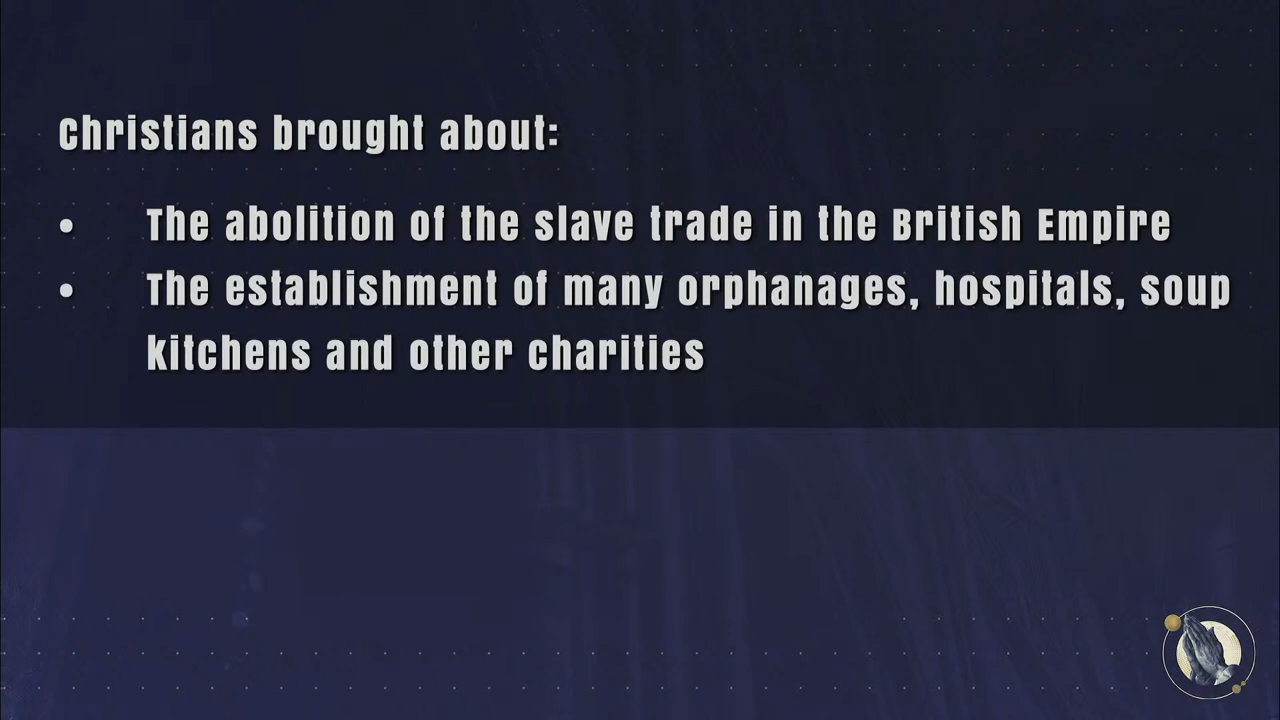 Christians brought about:
• The abolition of the slave trade in the British Empire
• The establishment of many orphanages, hospitals, soup
kitchens and other charities